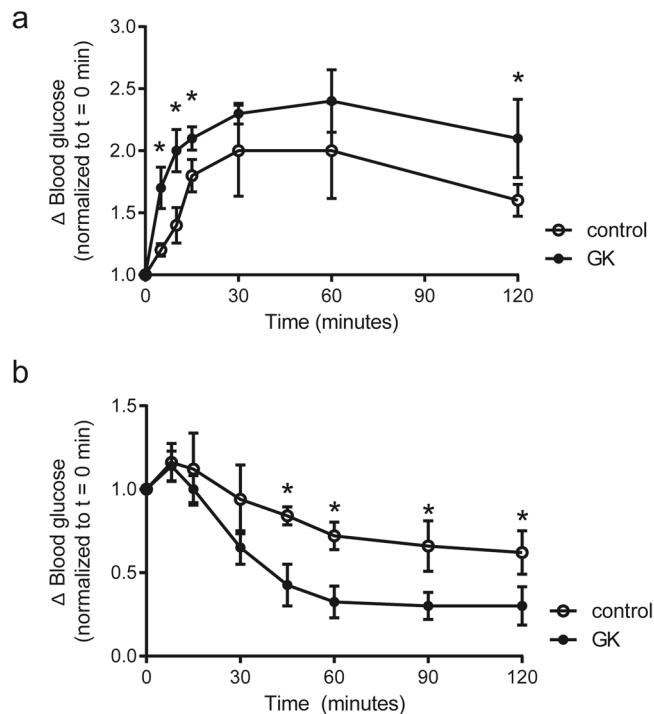 a
Δ Blood glucose
(normalized to t = 0 min)
3.0
2.5
2.0
1.5
1.0
* * * *
0 30 60 90 120
Time (minutes)
control
GK
b
Δ Blood glucose
(normalized to t = 0 min)
1.5
1.0
0.5
0.0
* * * *
0 30 60 90 120
Time (minutes)
control
GK